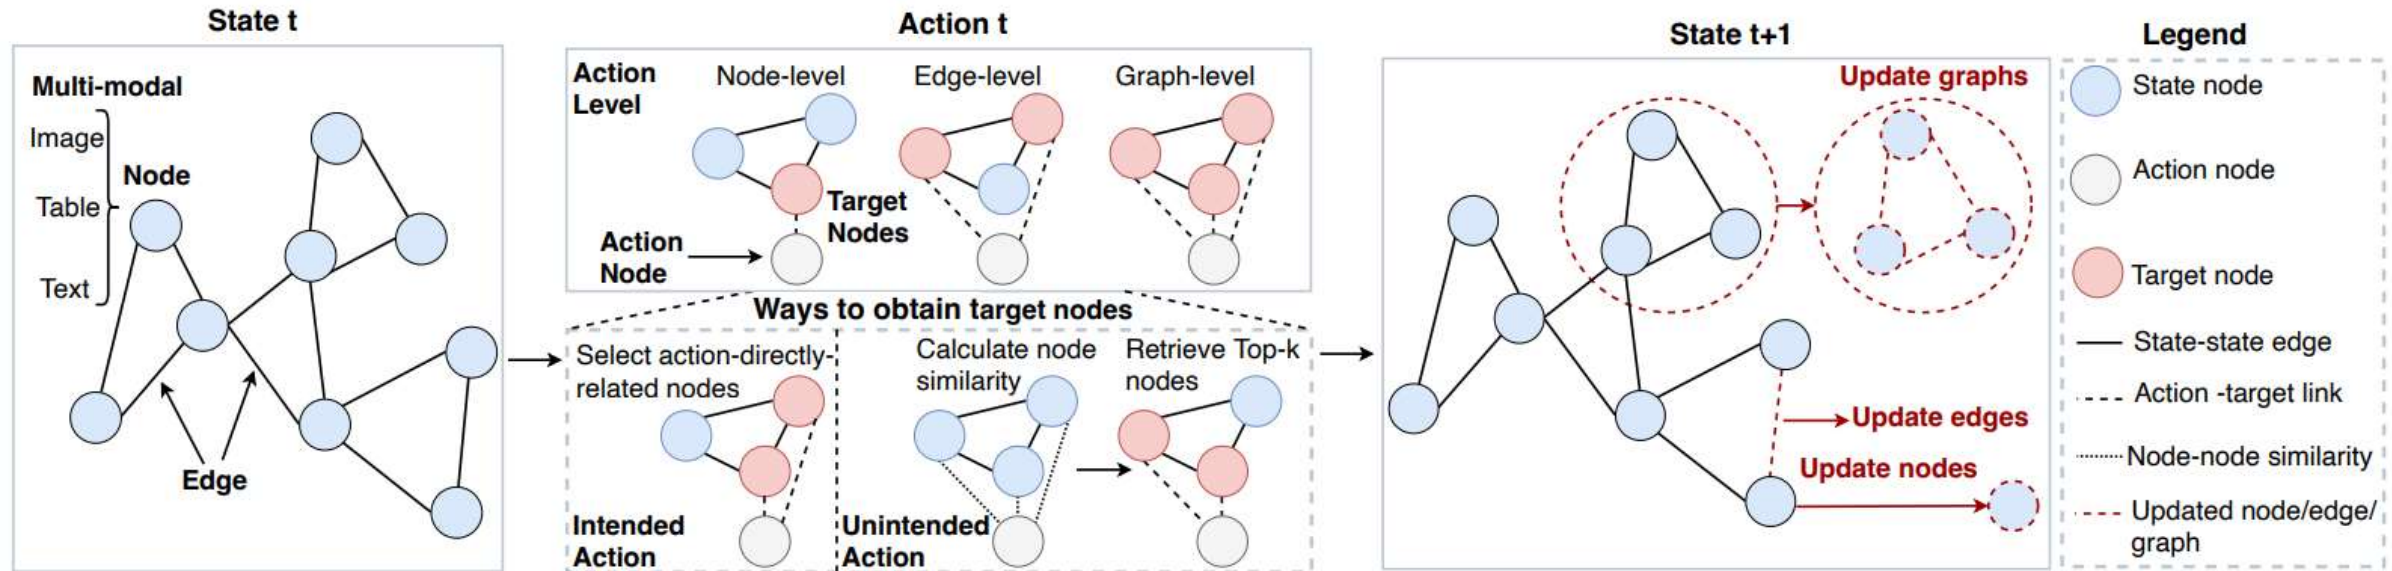 State t
Multi-modal
Image
Table
Text
Node
Edge
Action t
Action
Level
Node-level
Edge-level
Graph-level
Target
Nodes
Action
Node
Ways to obtain target nodes
Select action-directly-
related nodes
Intended
Action
Calculate node
similarity
Retrieve Top-k
nodes
Unintended
Action
State t+1
Update graphs
Update edges
Update nodes
Legend
State node
Action node
Target node
State-state edge
Action -target link
Node-node similarity
Updated node/edge/
graph